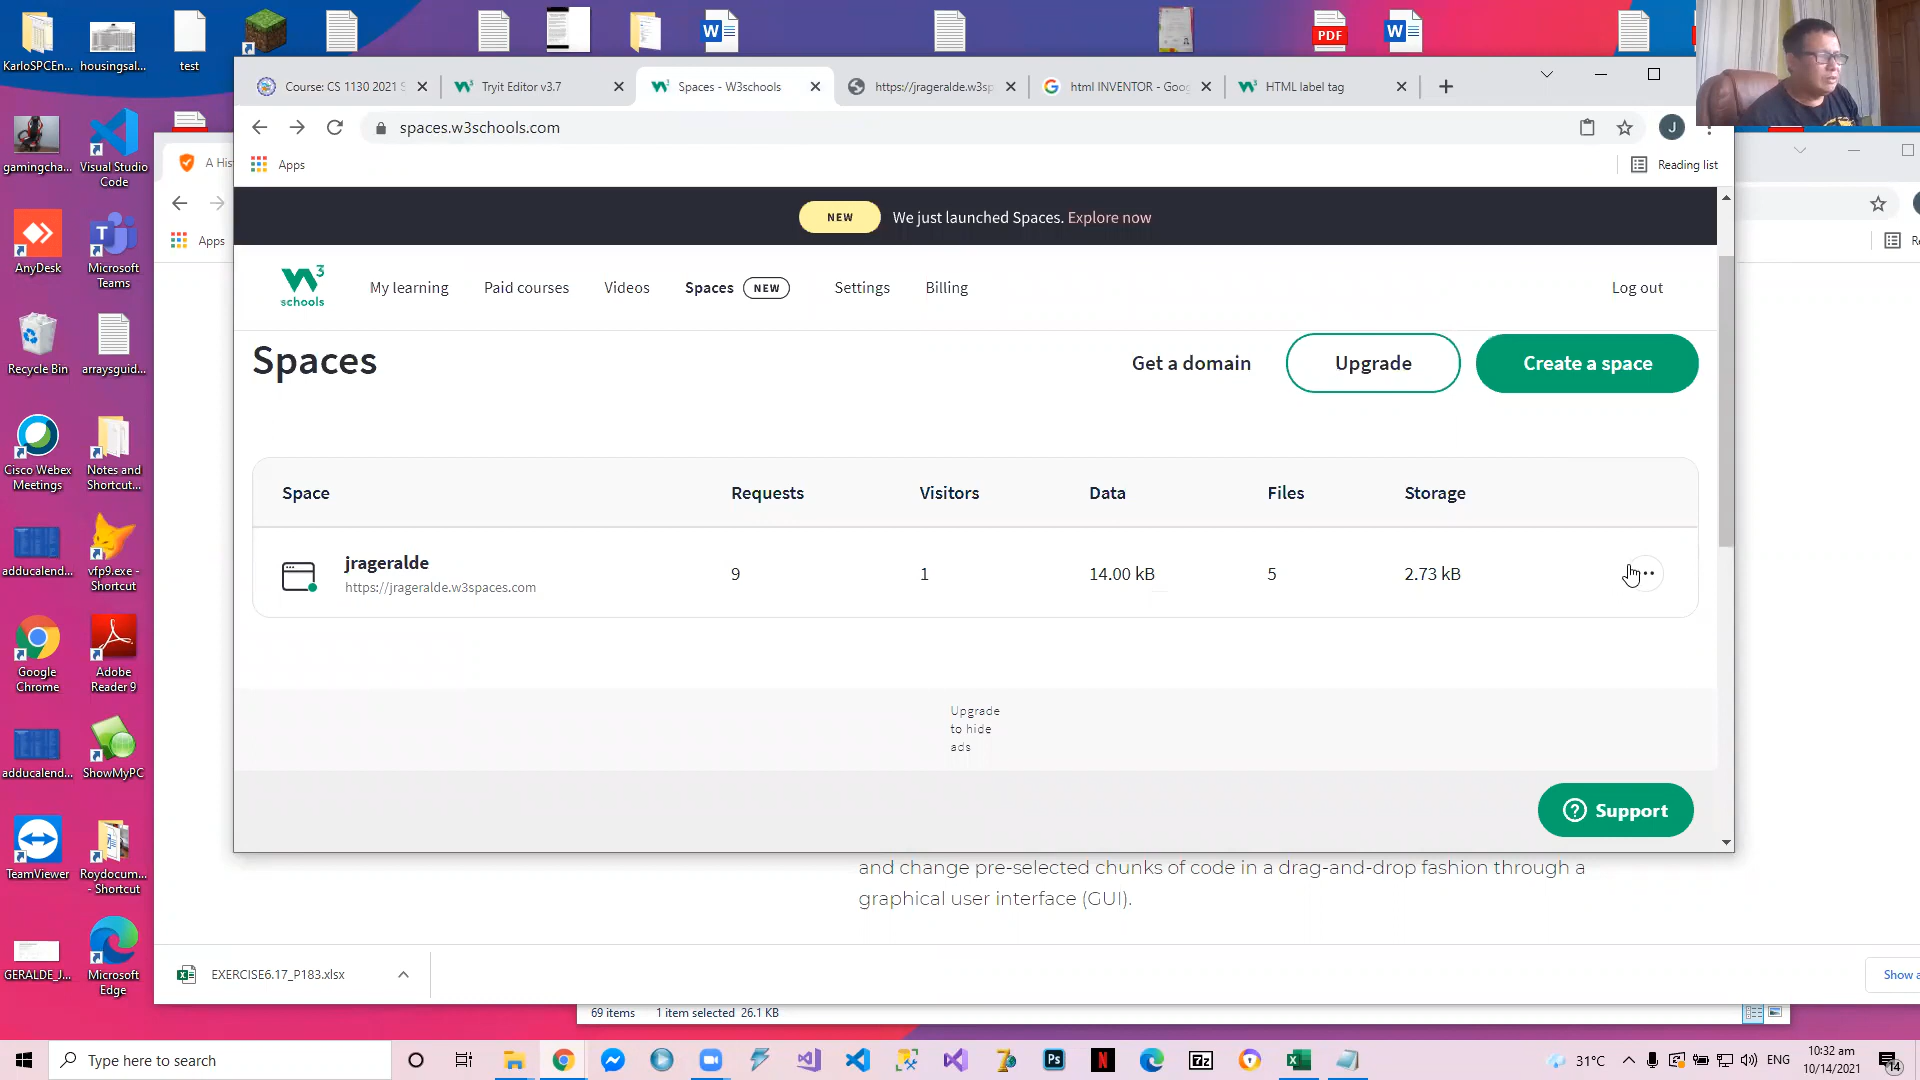 KarloSPCEn...
housingsal...
test
PDF
Course: CS 1130 2021 S
Tryit Editor v3.7
Spaces - W3schools
https://jrageralde.w3sp
html INVENTOR - Goog
HTML label tag
spaces.w3schools.com
J
Apps
Reading list
NEW
We just launched Spaces. Explore now
schools
My learning
Paid courses
Videos
Spaces
NEW
Settings
Billing
Log out
Spaces
Get a domain
Upgrade
Create a space
Space
Requests
Visitors
Data
Files
Storage
jrageralde
https://jrageralde.w3spaces.com
9
1
14.00 kB
5
2.73 kB
Upgrade
to hide
ads
Support
A His
Apps
gamingcha...
Visual Studio
Code
AnyDesk
Microsoft
Teams
Recycle Bin
arraysguid...
Cisco Webex
Meetings
Notes and
Shortcut...
adducalend...
vfp9.exe -
Shortcut
Google
Chrome
Adobe
Reader 9
adducalend...
ShowMyPC
TeamViewer
Roydocum...
- Shortcut
GERALDE_J...
Microsoft
Edge
and change pre-selected chunks of code in a drag-and-drop fashion through a
graphical user interface (GUI).
EXERCISE6.17_P183.xlsx
Show a
69 items
1 item selected 26.1 KB
Type here to search
31°C
ENG
10:32 am
10/14/2021
14